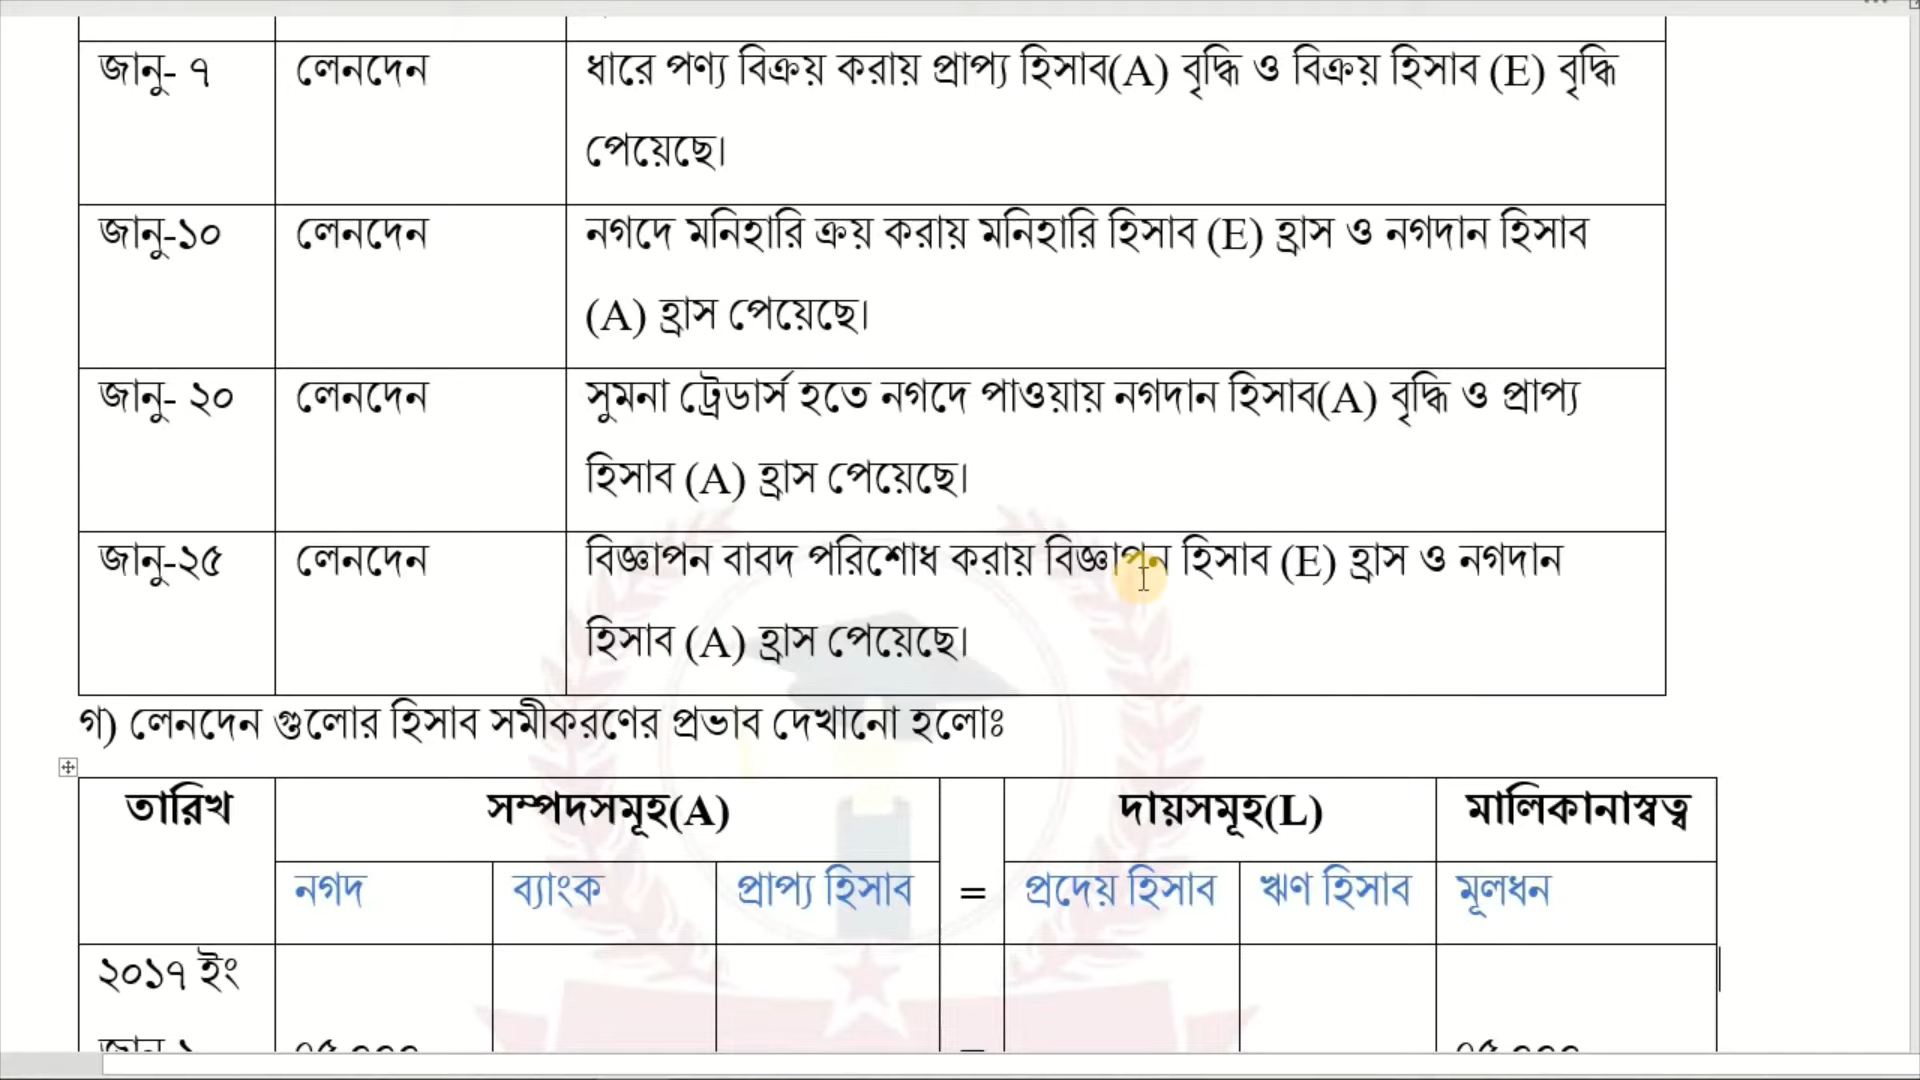 জানু- ৭ লেনদেন ধারে পণ্য বিক্রয় করায় প্রাপ্য হিসাব(A) বৃদ্ধি ও বিক্রয় হিসাব (E) বৃদ্ধি
পেয়েছে।
জানু-১০ লেনদেন নগদে মনিহারি ক্রয় করায় মনিহারি হিসাব (E) হ্রাস ও নগদান হিসাব
(A) হ্রাস পেয়েছে।
জানু- ২০ লেনদেন সুমনা ট্রেডার্স হতে নগদে পাওয়ায় নগদান হিসাব(A) বৃদ্ধি ও প্রাপ্য
হিসাব (A) হ্রাস পেয়েছে।
জানু-২৫ লেনদেন বিজ্ঞাপন বাবদ পরিশোধ করায় বিজ্ঞাপন হিসাব (E) হ্রাস ও নগদান
হিসাব (A) হ্রাস পেয়েছে।
গ) লেনদেন গুলোর হিসাব সমীকরণের প্রভাব দেখানো হলোঃ
তারিখ সম্পদসমূহ(A) দায়সমূহ(L) মালিকানাস্বত্ব
নগদ ব্যাংক প্রাপ্য হিসাব = প্রদেয় হিসাব ঋণ হিসাব মূলধন
২০১৭ ইং